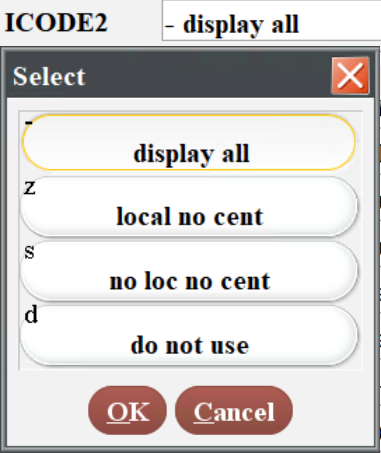 ICODE2 - display all
Select
-
display all
z
local no cent
s
no loc no cent
d
do not use
OK Cancel